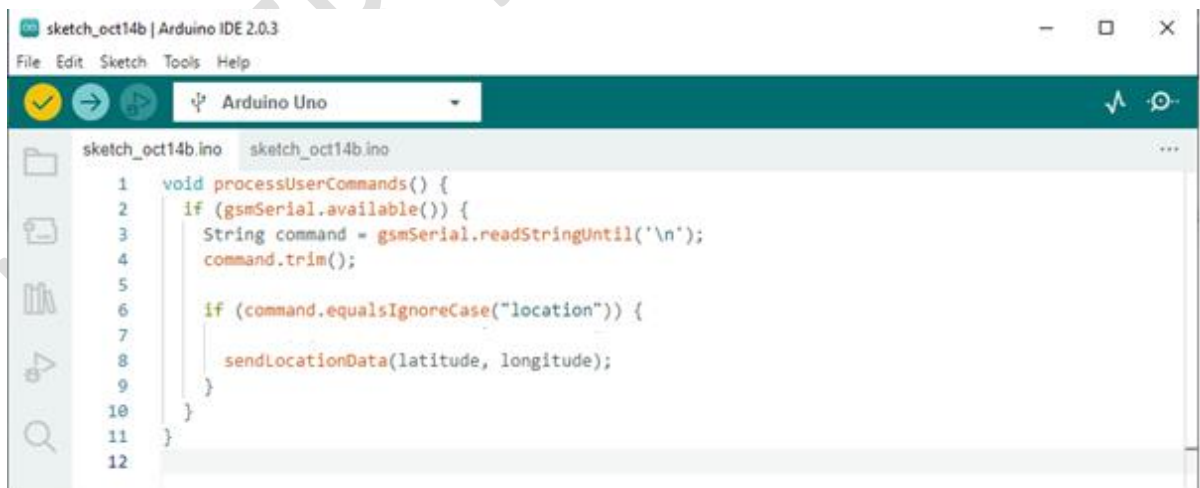 sketch_oct14b | Arduino IDE 2.0.3
File Edit Sketch Tools Help
Arduino Uno
sketch_oct14b.ino sketch_oct14b.ino
1 void processUserCommands() {
2 if (gsmSerial.available()) {
3 String command = gsmSerial.readStringUntil('\n');
4 command.trim();
5
6 if (command.equalsIgnoreCase("location")) {
7
8 sendLocationData(latitude, longitude);
9 }
10 }
11 }
12